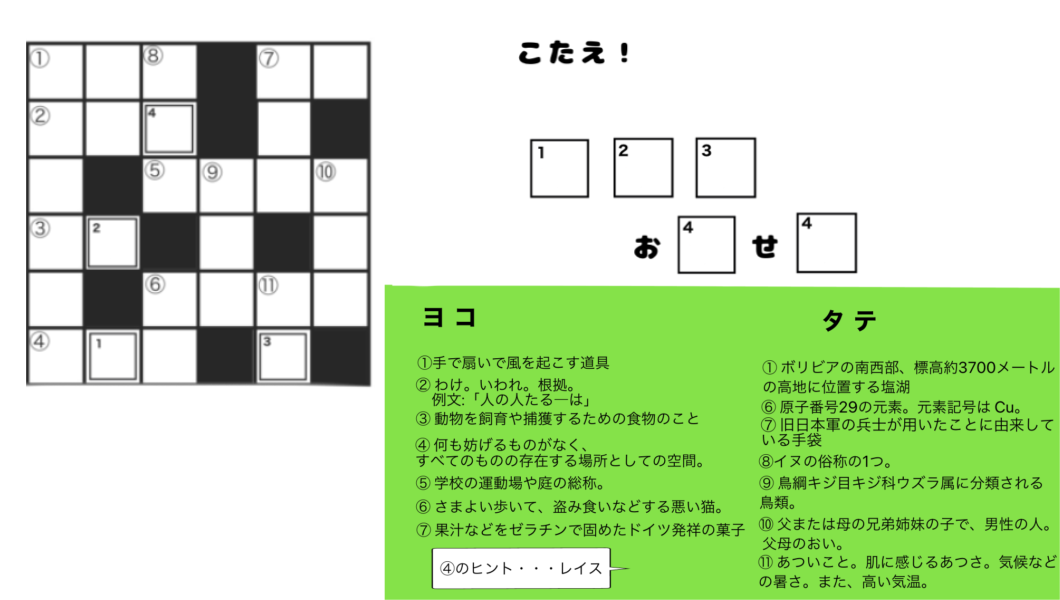 ① ⑧ ⑦
② 4
⑤ ⑨ ⑩
③ 2
⑥ ⑪
④ 1 3
こたえ！
1 2 3
お 4 せ 4
ヨコ
①手で扇いで風を起こす道具
② わけ。いわれ。根拠。
例文:「人の人たる―は」
③ 動物を飼育や捕獲するための食物のこと
④ 何も妨げるものがなく、
すべてのものの存在する場所としての空間。
⑤ 学校の運動場や庭の総称。
⑥ さまよい歩いて、盗み食いなどする悪い猫。
⑦ 果汁などをゼラチンで固めたドイツ発祥の菓子
④のヒント・・・レイス
タテ
① ボリビアの南西部、標高約3700メートル
の高地に位置する塩湖
⑥ 原子番号29の元素。元素記号は Cu。
⑦ 旧日本軍の兵士が用いたことに由来して
いる手袋
⑧イヌの俗称の1つ。
⑨ 鳥綱キジ目キジ科ウズラ属に分類される
鳥類。
⑩ 父または母の兄弟姉妹の子で、男性の人。
父母のおい。
⑪ あついこと。肌に感じるあつさ。気候など
の暑さ。また、高い気温。